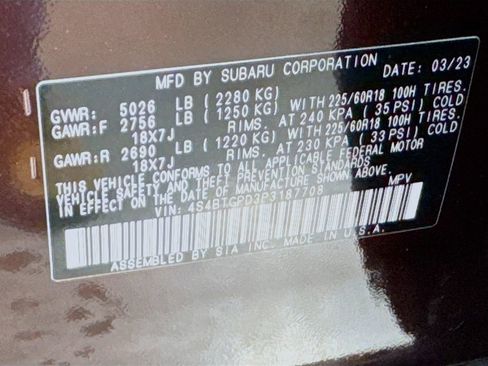 MFD BY SUBARU CORPORATION DATE: 03/23
GVWR: 5026 LB (2280 KG)
GAWR:F 2756 LB (1250 KG) WITH 225/60R18 100H TIRES.
18X7J RIMS. AT 240 KPA (35 PSI) COLD
GAWR:R 2690 LB (1220 KG) WITH 225/60R18 100H TIRES.
18X7J RIMS. AT 230 KPA (33 PSI) COLD
THIS VEHICLE CONFORMS TO ALL APPLICABLE FEDERAL MOTOR
VEHICLE SAFETY AND THEFT PREVENTION STANDARDS
IN EFFECT ON THE DATE OF MANUFACTURE SHOWN ABOVE.
VIN: 4S4BTGPD3P3187708 MPV
ASSEMBLED BY SIA INC. MADE IN U.S.A.